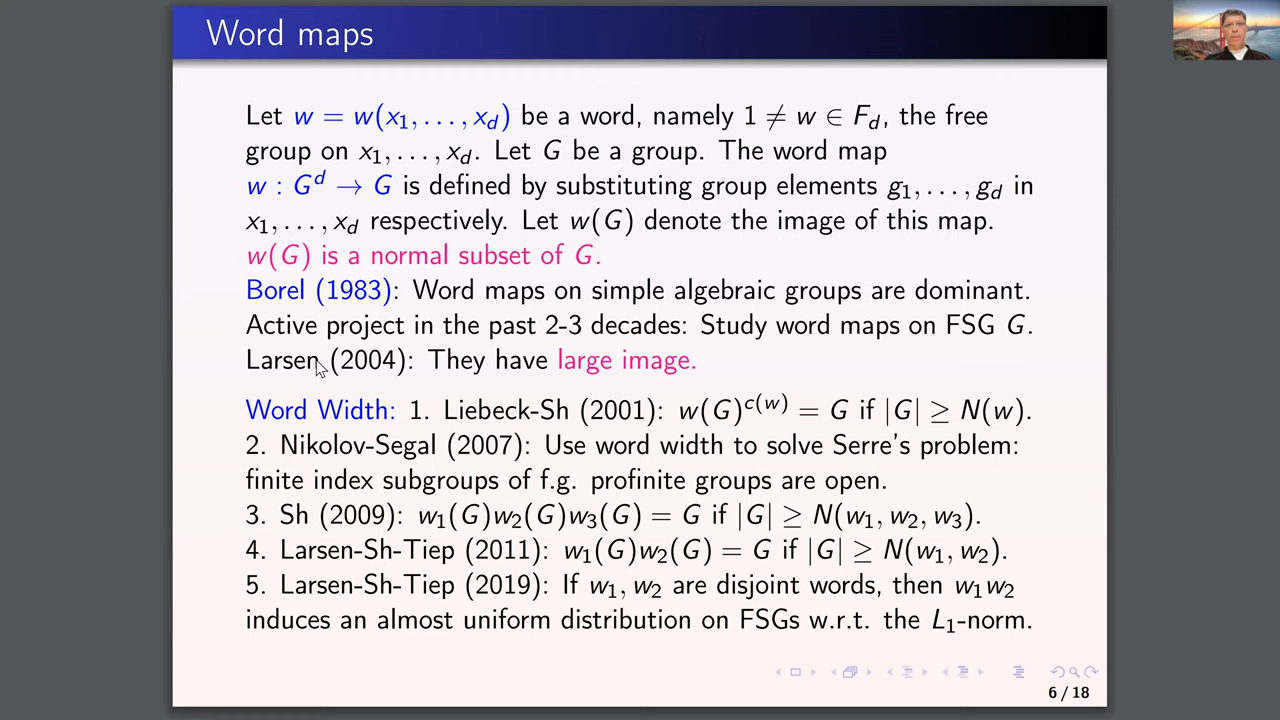 Word maps
Let w = w(x₁, . . . , x_d) be a word, namely 1 ≠ w ∈ F_d, the free
group on x₁, . . . , x_d. Let G be a group. The word map
w : G^d → G is defined by substituting group elements g₁, . . . , g_d in
x₁, . . . , x_d respectively. Let w(G) denote the image of this map.
w(G) is a normal subset of G.
Borel (1983): Word maps on simple algebraic groups are dominant.
Active project in the past 2-3 decades: Study word maps on FSG G.
Larsen (2004): They have large image.
Word Width: 1. Liebeck-Sh (2001): w(G)^{c(w)} = G if |G| ≥ N(w).
2. Nikolov-Segal (2007): Use word width to solve Serre's problem:
finite index subgroups of f.g. profinite groups are open.
3. Sh (2009): w₁(G)w₂(G)w₃(G) = G if |G| ≥ N(w₁, w₂, w₃).
4. Larsen-Sh-Tiep (2011): w₁(G)w₂(G) = G if |G| ≥ N(w₁, w₂).
5. Larsen-Sh-Tiep (2019): If w₁, w₂ are disjoint words, then w₁w₂
induces an almost uniform distribution on FSGs w.r.t. the L₁-norm.
6 / 18